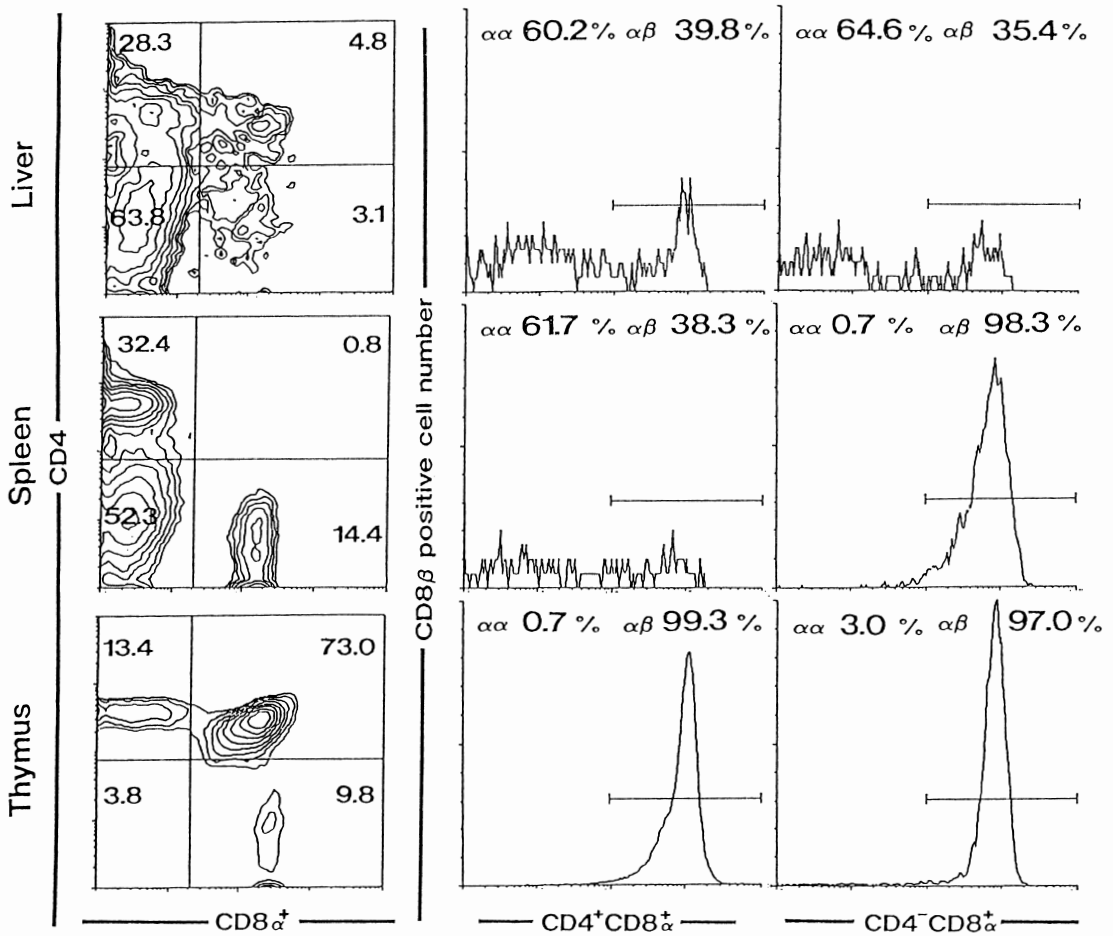 Liver
Spleen
Thymus
CD4
28.3 4.8
63.8 3.1
32.4 0.8
52.3 14.4
13.4 73.0
3.8 9.8
CD8α+
CD8β positive cell number
αα 60.2% αβ 39.8%
αα 64.6% αβ 35.4%
αα 61.7 % αβ 38.3%
αα 0.7 % αβ 98.3%
αα 0.7 % αβ 99.3%
αα 3.0 % αβ 97.0%
CD4+CD8α+
CD4−CD8α+